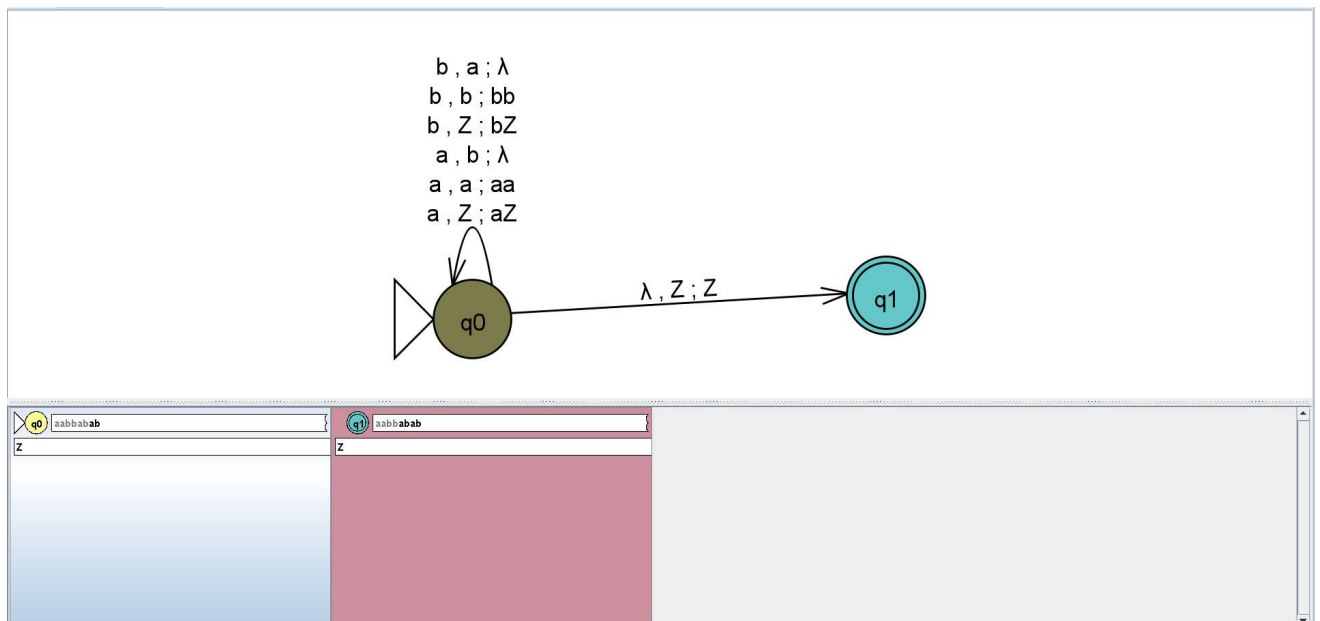 b , a ; λ
b , b ; bb
b , Z ; bZ
a , b ; λ
a , a ; aa
a , Z ; aZ
λ , Z ; Z
q0
q1
q0 aabbabab
Z
q1 aabbabab
Z